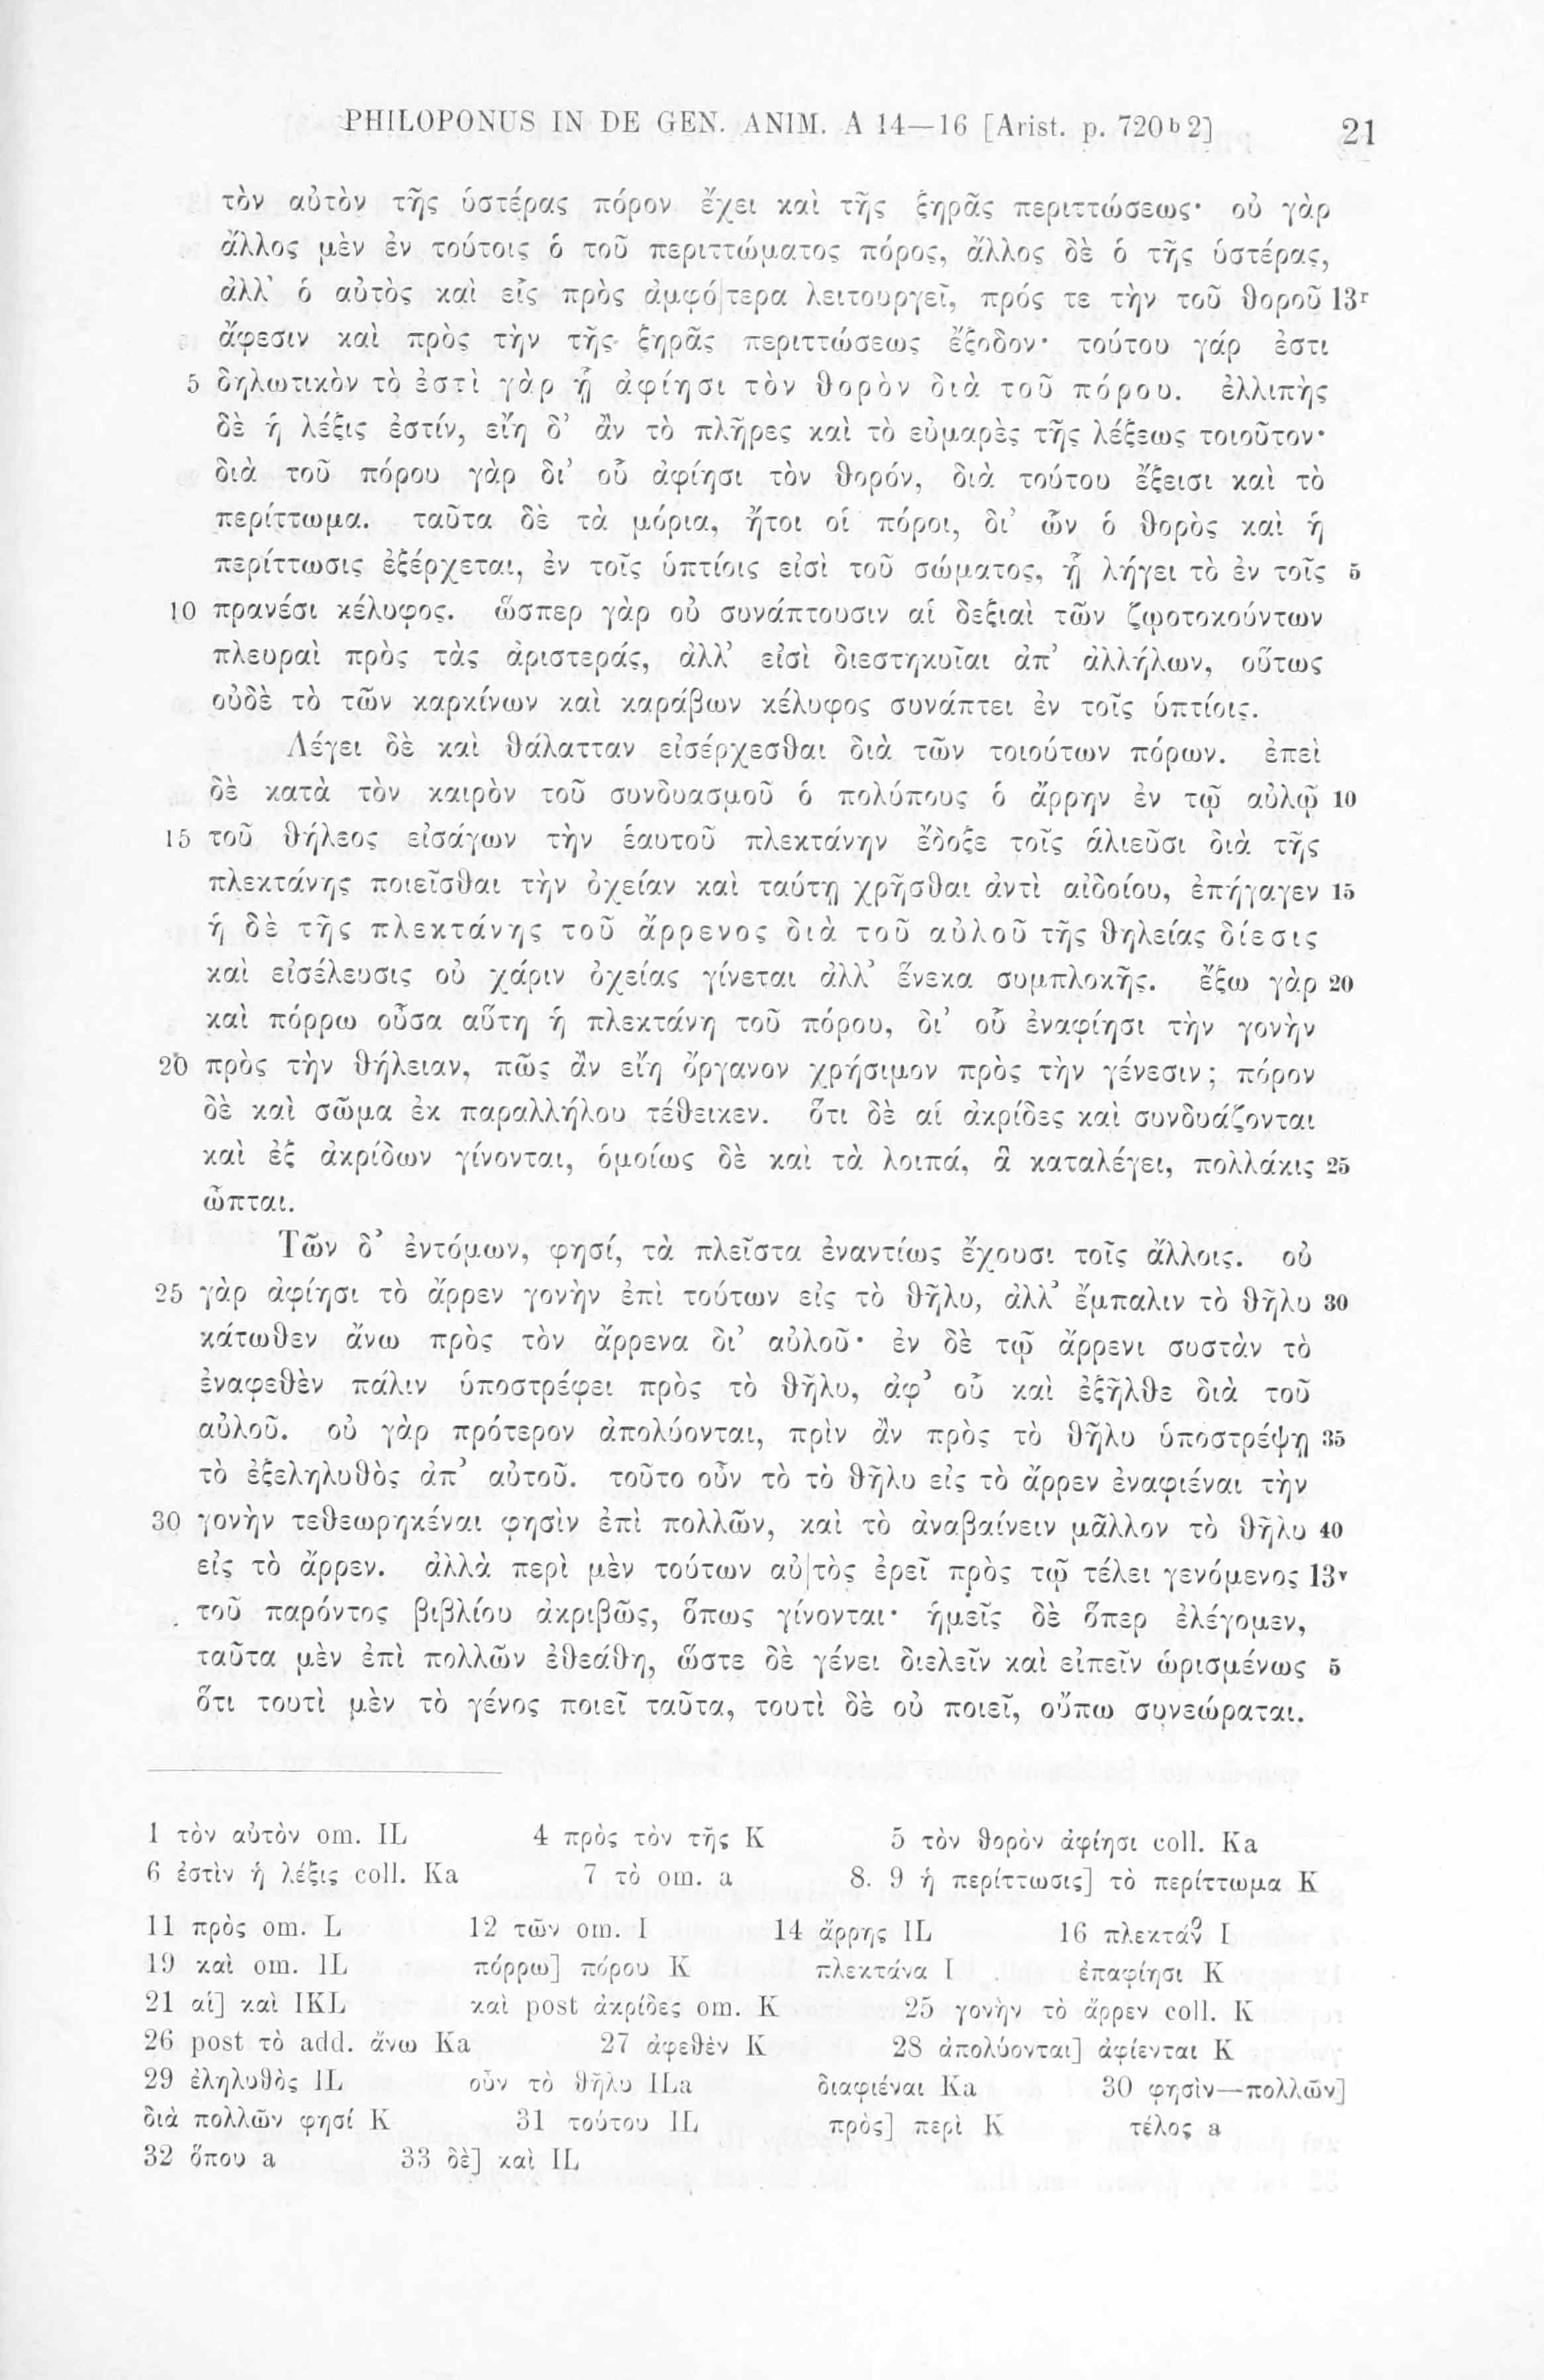 PHILOPONUS IN DE GEN. ANIM. A 14—16 [Arist. p. 720ᵇ2] 21
τὸν αὐτὸν τῆς ὑστέρας πόρον ἔχει καὶ τῆς ξηρᾶς περιττώσεως· οὐ γὰρ
ἄλλος μὲν ἐν τούτοις ὁ τοῦ περιττώματος πόρος, ἄλλος δὲ ὁ τῆς ὑστέρας,
ἀλλ’ ὁ αὐτὸς καὶ εἷς πρὸς ἀμφό|τερα λειτουργεῖ, πρός τε τὴν τοῦ θοροῦ 13ʳ
ἄφεσιν καὶ πρὸς τὴν τῆς ξηρᾶς περιττώσεως ἔξοδον· τούτου γάρ ἐστι
5 δηλωτικὸν τὸ ἐστὶ γὰρ ᾗ ἀφίησι τὸν θορὸν διὰ τοῦ πόρου. ἐλλιπὴς
δὲ ἡ λέξις ἐστίν, εἴη δ’ ἂν τὸ πλῆρες καὶ τὸ εὐμαρὲς τῆς λέξεως τοιοῦτον·
διὰ τοῦ πόρου γὰρ δι’ οὗ ἀφίησι τὸν θορόν, διὰ τούτου ἔξεισι καὶ τὸ
περίττωμα. ταῦτα δὲ τὰ μόρια, ἤτοι οἱ πόροι, δι’ ὧν ὁ θορὸς καὶ ἡ
περίττωσις ἐξέρχεται, ἐν τοῖς ὑπτίοις εἰσὶ τοῦ σώματος, ᾗ λήγει τὸ ἐν τοῖς 5
10 πρανέσι κέλυφος. ὥσπερ γὰρ οὐ συνάπτουσιν αἱ δεξιαὶ τῶν ζῳοτοκούντων
πλευραὶ πρὸς τὰς ἀριστεράς, ἀλλ’ εἰσὶ διεστηκυῖαι ἀπ’ ἀλλήλων, οὕτως
οὐδὲ τὸ τῶν καρκίνων καὶ καράβων κέλυφος συνάπτει ἐν τοῖς ὑπτίοις.
Λέγει δὲ καὶ θάλατταν εἰσέρχεσθαι διὰ τῶν τοιούτων πόρων. ἐπεὶ
δὲ κατὰ τὸν καιρὸν τοῦ συνδυασμοῦ ὁ πολύπους ὁ ἄρρην ἐν τῷ αὐλῷ 10
15 τοῦ θήλεος εἰσάγων τὴν ἑαυτοῦ πλεκτάνην ἔδοξε τοῖς ἁλιεῦσι διὰ τῆς
πλεκτάνης ποιεῖσθαι τὴν ὀχείαν καὶ ταύτῃ χρῆσθαι ἀντὶ αἰδοίου, ἐπήγαγεν 15
ἡ δὲ τῆς πλεκτάνης τοῦ ἄρρενος διὰ τοῦ αὐλοῦ τῆς θηλείας δίεσις
καὶ εἰσέλευσις οὐ χάριν ὀχείας γίνεται ἀλλ’ ἕνεκα συμπλοκῆς. ἔξω γὰρ 20
καὶ πόρρω οὖσα αὕτη ἡ πλεκτάνη τοῦ πόρου, δι’ οὗ ἐναφίησι τὴν γονὴν
20 πρὸς τὴν θήλειαν, πῶς ἂν εἴη ὄργανον χρήσιμον πρὸς τὴν γένεσιν; πόρον
δὲ καὶ σῶμα ἐκ παραλλήλου τέθεικεν. ὅτι δὲ αἱ ἀκρίδες καὶ συνδυάζονται
καὶ ἐξ ἀκρίδων γίνονται, ὁμοίως δὲ καὶ τὰ λοιπά, ἃ καταλέγει, πολλάκις 25
ὦπται.
Τῶν δ’ ἐντόμων, φησί, τὰ πλεῖστα ἐναντίως ἔχουσι τοῖς ἄλλοις. οὐ
25 γὰρ ἀφίησι τὸ ἄρρεν γονὴν ἐπὶ τούτων εἰς τὸ θῆλυ, ἀλλ’ ἔμπαλιν τὸ θῆλυ 30
κάτωθεν ἄνω πρὸς τὸν ἄρρενα δι’ αὐλοῦ· ἐν δὲ τῷ ἄρρενι συστὰν τὸ
ἐναφεθὲν πάλιν ὑποστρέφει πρὸς τὸ θῆλυ, ἀφ’ οὗ καὶ ἐξῆλθε διὰ τοῦ
αὐλοῦ. οὐ γὰρ πρότερον ἀπολύονται, πρὶν ἂν πρὸς τὸ θῆλυ ὑποστρέψῃ 35
τὸ ἐξεληλυθὸς ἀπ’ αὐτοῦ. τοῦτο οὖν τὸ τὸ θῆλυ εἰς τὸ ἄρρεν ἐναφιέναι τὴν
30 γονὴν τεθεωρηκέναι φησὶν ἐπὶ πολλῶν, καὶ τὸ ἀναβαίνειν μᾶλλον τὸ θῆλυ 40
εἰς τὸ ἄρρεν. ἀλλὰ περὶ μὲν τούτων αὐ|τὸς ἐρεῖ πρὸς τῷ τέλει γενόμενος 13ᵛ
τοῦ παρόντος βιβλίου ἀκριβῶς, ὅπως γίνονται· ἡμεῖς δὲ ὅπερ ἐλέγομεν,
ταῦτα μὲν ἐπὶ πολλῶν ἐθεάθη, ὥστε δὲ γένει διελεῖν καὶ εἰπεῖν ὡρισμένως 5
ὅτι τουτὶ μὲν τὸ γένος ποιεῖ ταῦτα, τουτὶ δὲ οὐ ποιεῖ, οὔπω συνεώραται.
1 τὸν αὐτὸν om. IL 4 πρὸς τὸν τῆς K 5 τὸν θορὸν ἀφίησι coll. Ka
6 ἐστὶν ἡ λέξις coll. Ka 7 τὸ om. a 8. 9 ἡ περίττωσις] τὸ περίττωμα K
11 πρὸς om. L 12 τῶν om. I 14 ἄρρης IL 16 I
19 καὶ om. IL πόρρω] πόρου K πλεκτάνα I ἐπαφίησι K
21 αἱ] καὶ IKL καὶ post ἀκρίδες om. K 25 γονὴν τὸ ἄρρεν coll. K
26 post τὸ add. ἄνω Ka 27 ἀφεθὲν K 28 ἀπολύονται] ἀφίενται K
29 ἐληλυθὸς IL οὖν τὸ θῆλυ ILa διαφιέναι Ka 30 φησὶν—πολλῶν]
διὰ πολλῶν φησί K 31 τούτου IL πρὸς] περὶ K τέλος a
32 ὅπου a 33 δὲ] καὶ IL